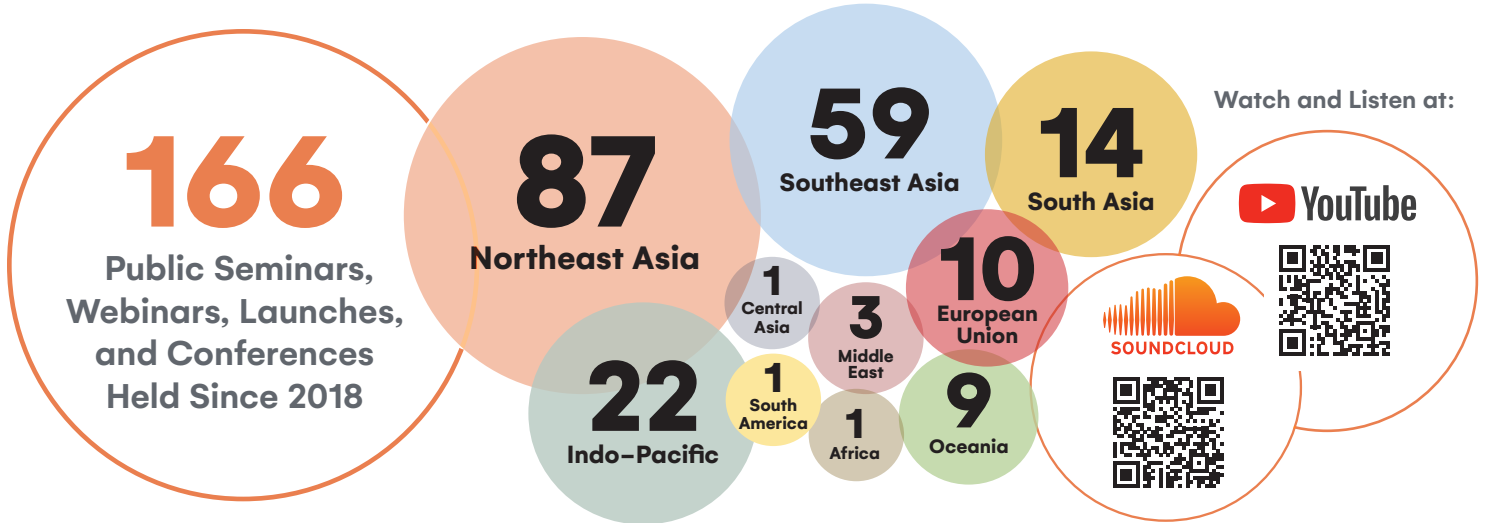 166
Public Seminars,
Webinars, Launches,
and Conferences
Held Since 2018
87
Northeast Asia
59
Southeast Asia
14
South Asia
22
Indo-Pacific
1
Central
Asia
3
Middle
East
10
European
Union
1
South
America
1
Africa
9
Oceania
Watch and Listen at:
YouTube
SOUNDCLOUD